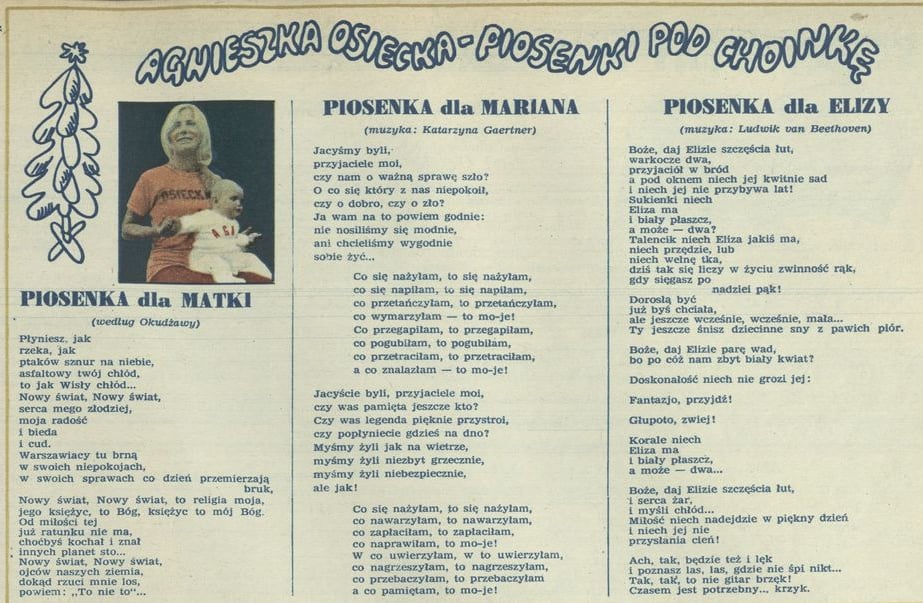 AGNIESZKA OSIECKA - PIOSENKI POD CHOINKĘ
OSIECKA
AGA
PIOSENKA dla MATKI
(według Okudżawy)
Płyniesz, jak
rzeka, jak
ptaków sznur na niebie,
asfaltowy twój chłód,
to jak Wisły chłód...
Nowy świat, Nowy świat,
serca mego złodziej,
moja radość
i bieda
i cud.
Warszawiacy tu brną
w swoich niepokojach,
w swoich sprawach co dzień przemierzają
bruk,
Nowy świat, Nowy świat, to religia moja,
jego księżyc, to Bóg, księżyc to mój Bóg.
Od miłości tej
już ratunku nie ma,
choćbyś kochał i znał
innych planet sto...
Nowy świat, Nowy świat,
ojców naszych ziemia,
dokąd rzuci mnie los,
powiem: „To nie to"...
PIOSENKA dla MARIANA
(muzyka: Katarzyna Gaertner)
Jacyśmy byli,
przyjaciele moi,
czy nam o ważną sprawę szło?
O co się który z nas niepokoił,
czy o dobro, czy o zło?
Ja wam na to powiem godnie:
nie nosiliśmy się modnie,
ani chcieliśmy wygodnie
sobie żyć...
Co się nażyłam, to się nażyłam,
co się napiłam, to się napiłam,
co przetańczyłam, to przetańczyłam,
co wymarzyłam — to mo-je!
Co przegapiłam, to przegapiłam,
co pogubiłam, to pogubiłam,
co przetraciłam, to przetraciłam,
a co znalazłam — to mo-je!
Jacyście byli, przyjaciele moi,
czy was pamięta jeszcze kto?
Czy was legenda pięknie przystroi,
czy popłyniecie gdzieś na dno?
Myśmy żyli jak na wietrze,
myśmy żyli niezbyt grzecznie,
myśmy żyli niebezpiecznie,
ale jak!
Co się nażyłam, to się nażyłam,
co nawarzyłam, to nawarzyłam,
co zapłaciłam, to zapłaciłam,
co naprawiłam, to mo-je!
W co uwierzyłam, w to uwierzyłam,
co nagrzeszyłam, to nagrzeszyłam,
co przebaczyłam, to przebaczyłam
a co pamiętam, to mo-je!
PIOSENKA dla ELIZY
(muzyka: Ludwik van Beethoven)
Boże, daj Elizie szczęścia łut,
warkocze dwa,
przyjaciół w bród
a pod oknem niech jej kwitnie sad
i niech jej nie przybywa lat!
Sukienki niech
Eliza ma
i biały płaszcz,
a może — dwa?
Talencik niech Eliza jakiś ma,
niech przędzie, lub
niech wełnę tka,
dziś tak się liczy w życiu zwinność rąk,
gdy sięgasz po
nadziei pąk!
Dorosłą być
już byś chciała,
ale jeszcze wcześnie, wcześnie, mała...
Ty jeszcze śnisz dziecinne sny z pawich piór.
Boże, daj Elizie parę wad,
bo po cóż nam zbyt biały kwiat?
Doskonałość niech nie grozi jej:
Fantazjo, przyjdź!
Głupoto, zwiej!
Korale niech
Eliza ma
i biały płaszcz,
a może — dwa...
Boże, daj Elizie szczęścia łut,
i serca żar,
i myśli chłód...
Miłość niech nadejdzie w piękny dzień
i niech jej nie
przysłania cień!
Ach, tak, będzie też i lęk
i poznasz las, las, gdzie nie śpi nikt...
Tak, tak, to nie gitar brzęk!
Czasem jest potrzebny... krzyk.